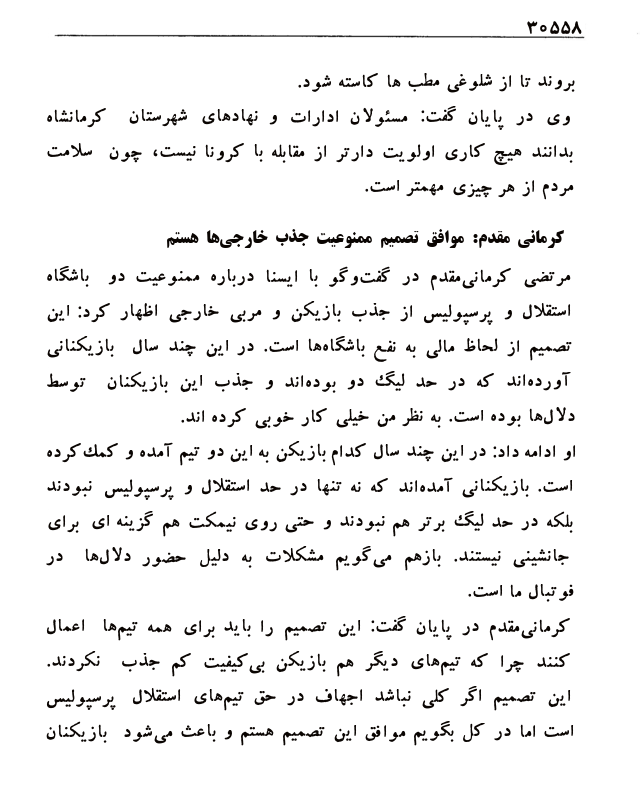 ۳۰۵۵۸
بروند تا از شلوغی مطب ها کاسته شود.
وی در پایان گفت: مسئولان ادارات و نهادهای شهرستان کرمانشاه
بدانند هیچ کاری اولویت دارتر از مقابله با کرونا نیست، چون سلامت
مردم از هر چیزی مهمتر است.
کرمانی مقدم: موافق تصمیم ممنوعیت جذب خارجی‌ها هستم
مرتضی کرمانی‌مقدم در گفت‌وگو با ایسنا درباره ممنوعیت دو باشگاه
استقلال و پرسپولیس از جذب بازیکن و مربی خارجی اظهار کرد: این
تصمیم از لحاظ مالی به نفع باشگاه‌ها است. در این چند سال بازیکنانی
آورده‌اند که در حد لیگ دو بوده‌اند و جذب این بازیکنان توسط
دلال‌ها بوده است. به نظر من خیلی کار خوبی کرده اند.
او ادامه داد: در این چند سال کدام بازیکن به این دو تیم آمده و کمک کرده
است. بازیکنانی آمده‌اند که نه تنها در حد استقلال و پرسپولیس نبودند
بلکه در حد لیگ برتر هم نبودند و حتی روی نیمکت هم گزینه ای برای
جانشینی نیستند. بازهم می‌گویم مشکلات به دلیل حضور دلال‌ها در
فوتبال ما است.
کرمانی‌مقدم در پایان گفت: این تصمیم را باید برای همه تیم‌ها اعمال
کنند چرا که تیم‌های دیگر هم بازیکن بی‌کیفیت کم جذب نکردند.
این تصمیم اگر کلی نباشد اجهاف در حق تیم‌های استقلال پرسپولیس
است اما در کل بگویم موافق این تصمیم هستم و باعث می‌شود بازیکنان